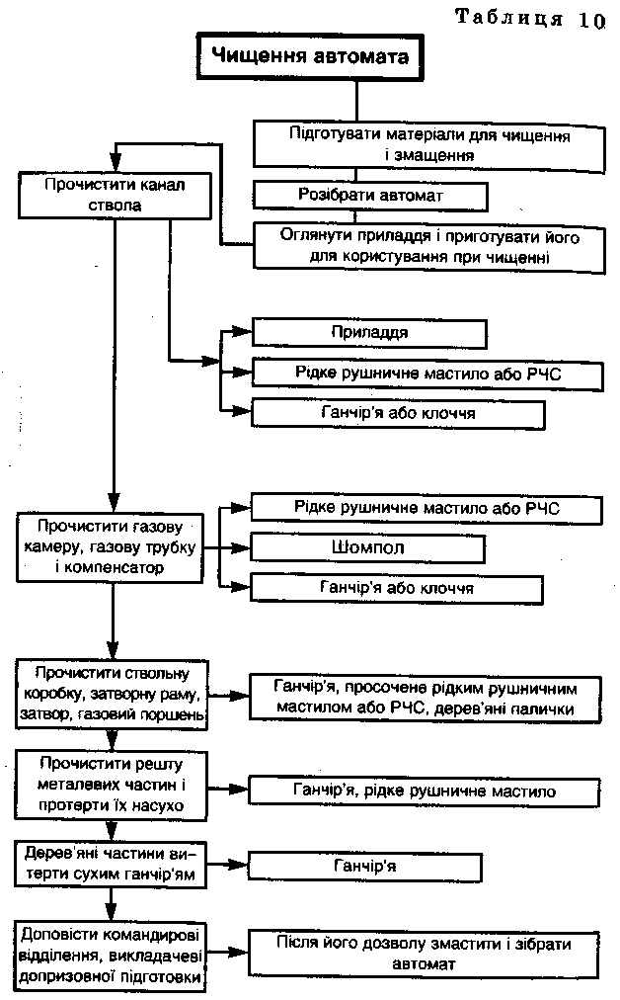 Таблиця 10
Чищення автомата
Підготувати матеріали для чищення
і змащення
Розібрати автомат
Оглянути приладдя і приготувати його
для користування при чищенні
Прочистити канал
ствола
Приладдя
Рідке рушничне мастило або РЧС
Ганчір'я або клоччя
Прочистити газову
камеру, газову трубку
і компенсатор
Рідке рушничне мастило або РЧС
Шомпол
Ганчір'я або клоччя
Прочистити ствольну
коробку, затворну раму,
затвор, газовий поршень
Ганчір'я, просочене рідким рушничним
мастилом або РЧС, дерев'яні палички
Прочистити решту
металевих частин і
протерти їх насухо
Ганчір'я, рідке рушничне мастило
Дерев'яні частини ви-
терти сухим ганчір'ям
Ганчір'я
Доповісти командирові
відділення, викладачеві
допризовної підготовки
Після його дозволу змастити і зібрати
автомат